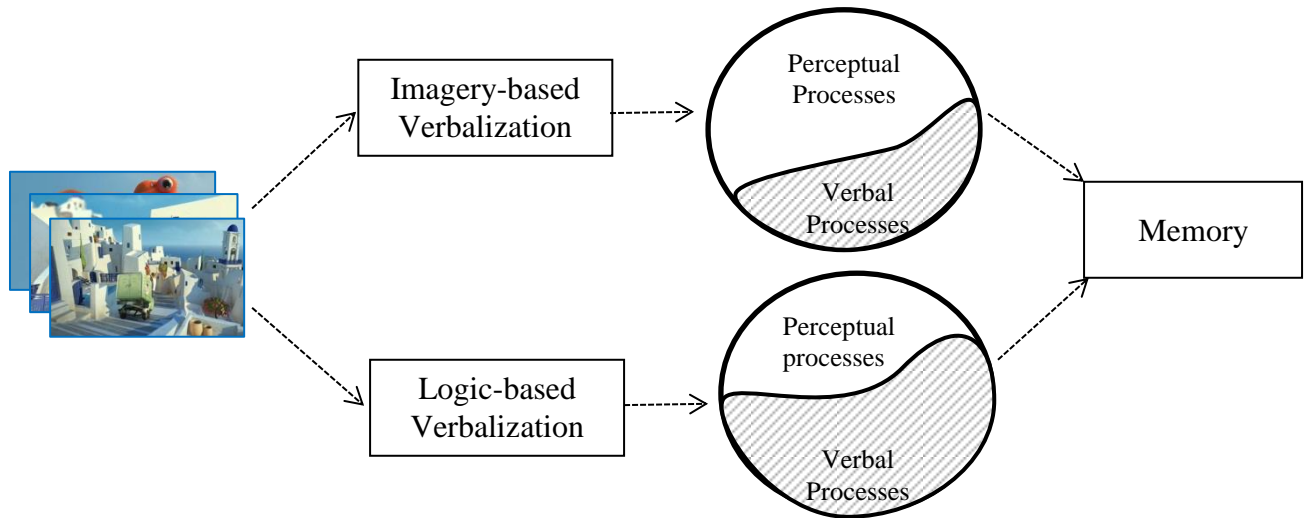 Imagery-based
Verbalization
Perceptual
Processes
Verbal
Processes
Memory
Logic-based
Verbalization
Perceptual
processes
Verbal
Processes